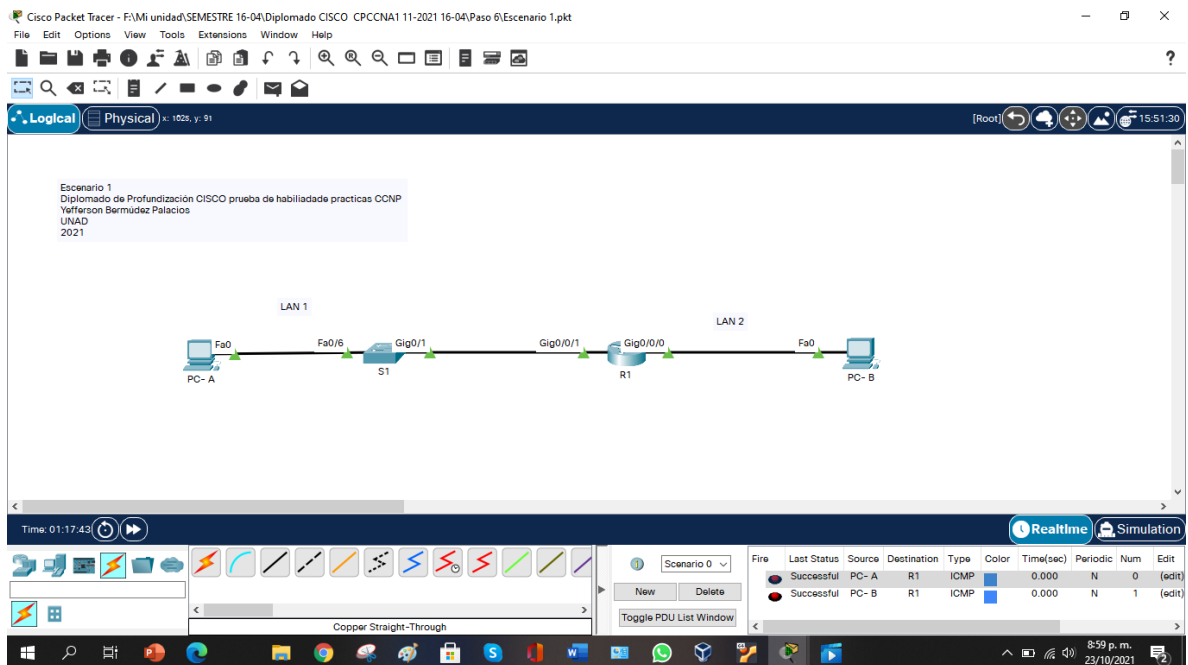 Cisco Packet Tracer - F:\Mi unidad\SEMESTRE 16-04\Diplomado CISCO CPCCNA1 11-2021 16-04\Paso 6\Escenario 1.pkt
File Edit Options View Tools Extensions Window Help
?
Logical Physical x: 1025, y: 91 [Root] 15:51:30
Escenario 1
Diplomado de Profundización CISCO prueba de habiliadade practicas CCNP
Yefferson Bermúdez Palacios
UNAD
2021
LAN 1
LAN 2
Fa0 Fa0/6 Gig0/1 Gig0/0/1 Gig0/0/0 Fa0
PC- A S1 R1 PC- B
Time: 01:17:43 Realtime Simulation
Scenario 0
New Delete
Toggle PDU List Window
Fire Last Status Source Destination Type Color Time(sec) Periodic Num Edit
Successful PC- A R1 ICMP 0.000 N 0 (edit)
Successful PC- B R1 ICMP 0.000 N 1 (edit)
Copper Straight-Through
8:59 p. m.
23/10/2021